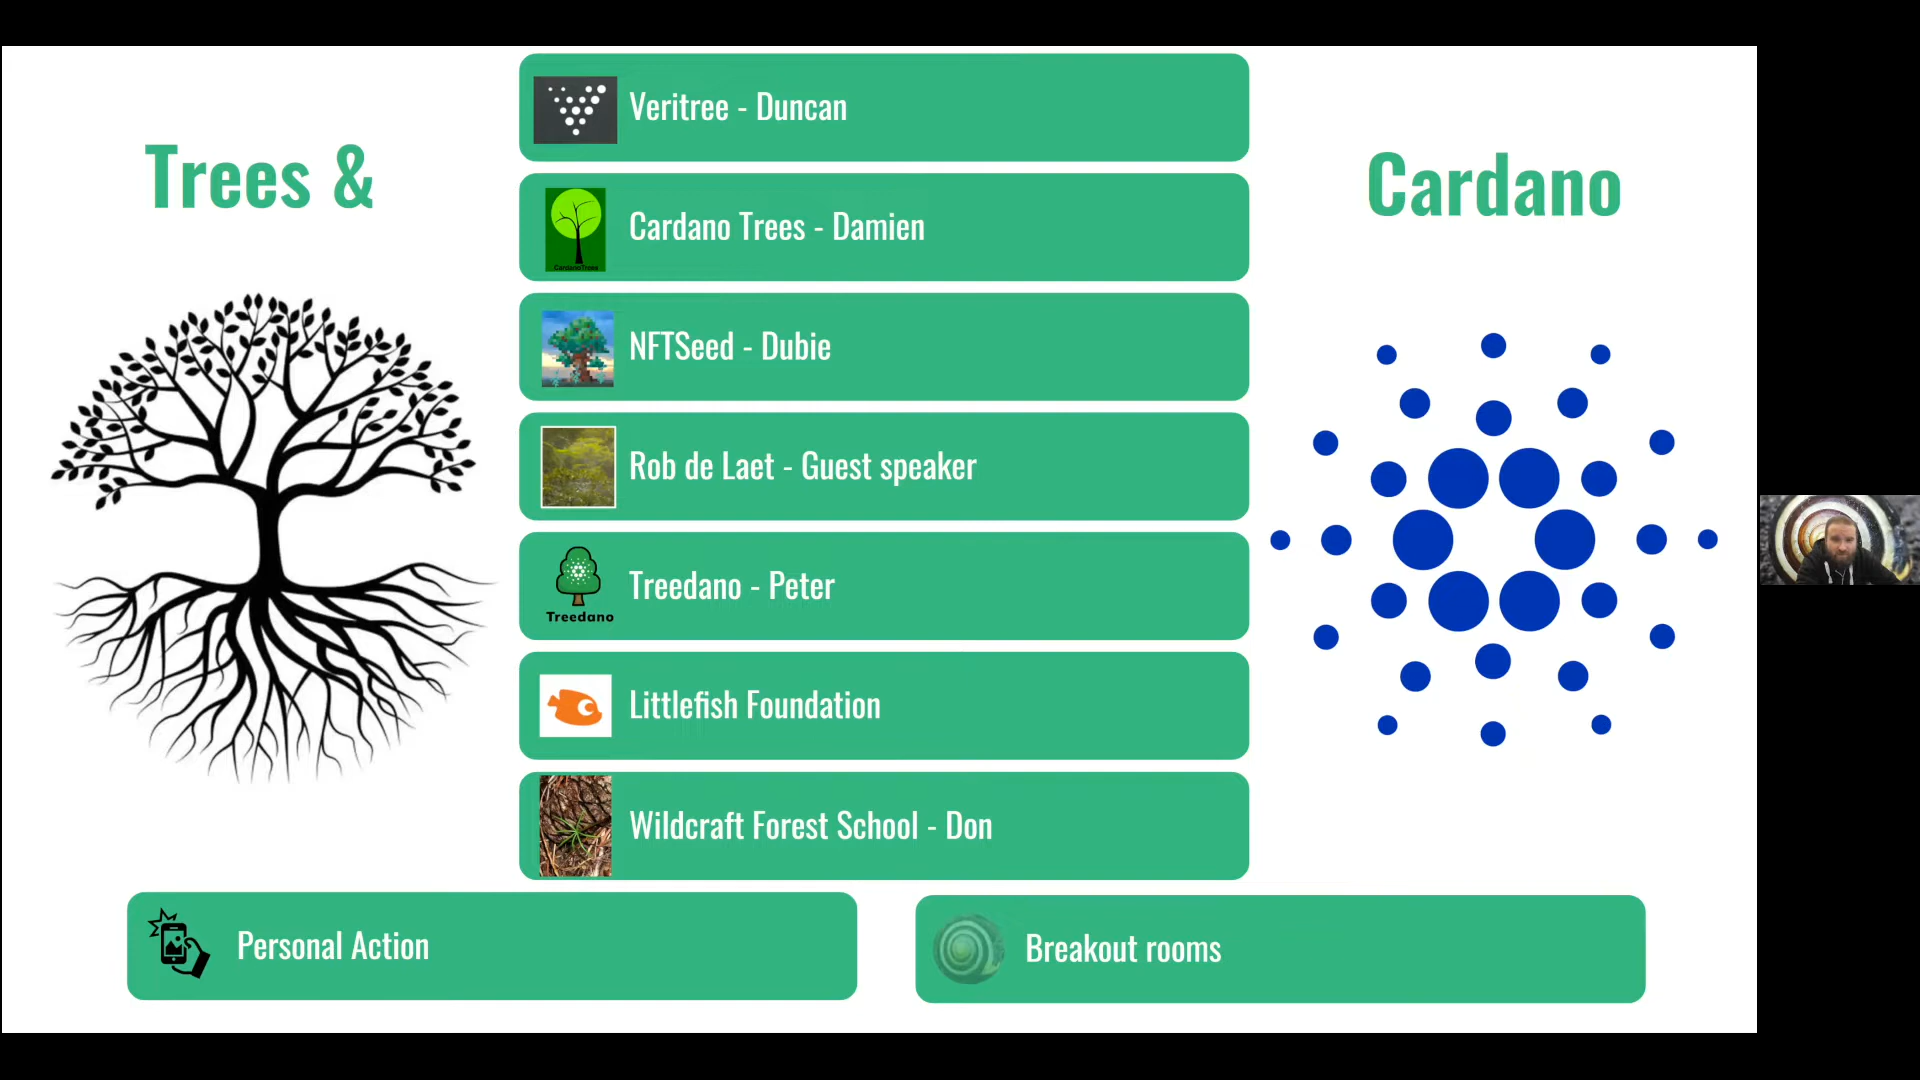 Trees &
Cardano
Veritree - Duncan
Cardano Trees - Damien
CardanoTrees
NFTSeed - Dubie
Rob de Laet - Guest speaker
Treedano - Peter
Treedano
Littlefish Foundation
Wildcraft Forest School - Don
Personal Action
Breakout rooms